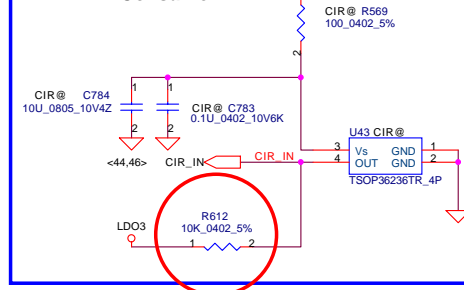 CIR@ R569
100_0402_5%
2
CIR@ C784
10U_0805_10V4Z
1
2
1
2
CIR@ C783
0.1U_0402_10V6K
U43 CIR@
3 Vs GND 1
4 OUT GND 2
TSOP36236TR_4P
<44,46>
CIR_IN
CIR_IN
LDO3
R612
10K_0402_5%
1 2